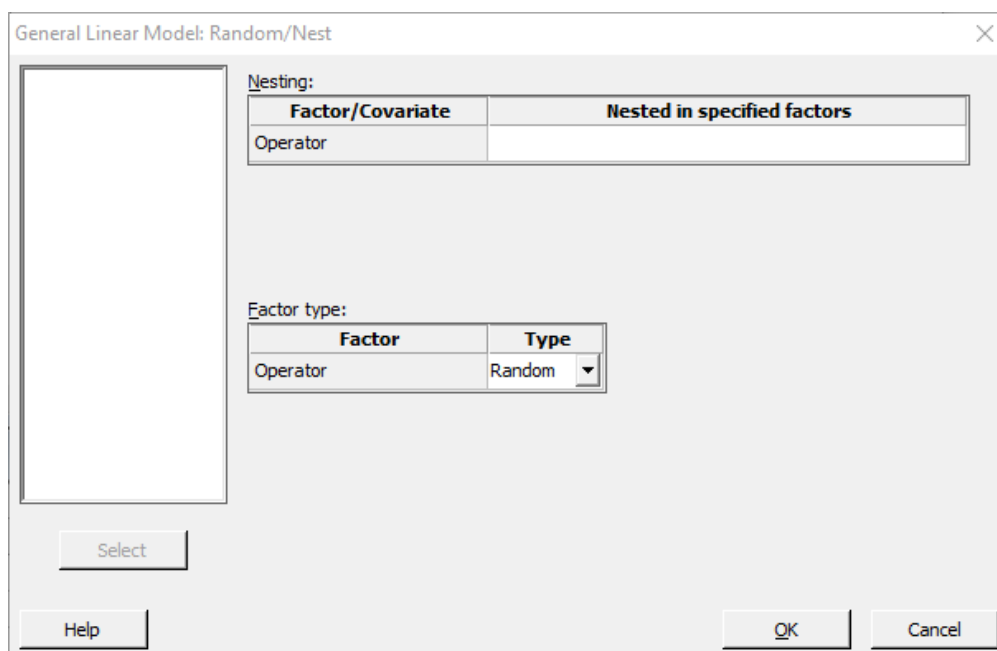 General Linear Model: Random/Nest
Nesting:
Factor/Covariate Nested in specified factors
Operator
Factor type:
Factor Type
Operator Random
Select
Help OK Cancel